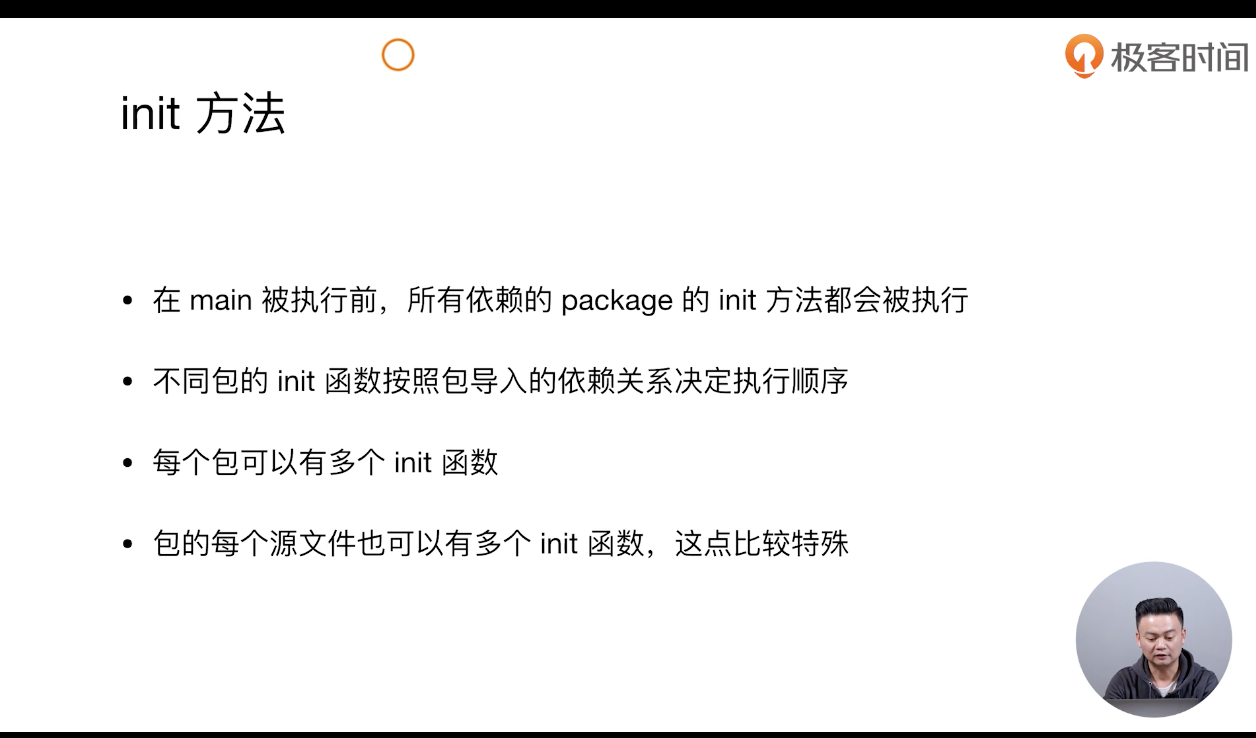 极客时间
init 方法
在 main 被执行前，所有依赖的 package 的 init 方法都会被执行
不同包的 init 函数按照包导入的依赖关系决定执行顺序
每个包可以有多个 init 函数
包的每个源文件也可以有多个 init 函数，这点比较特殊